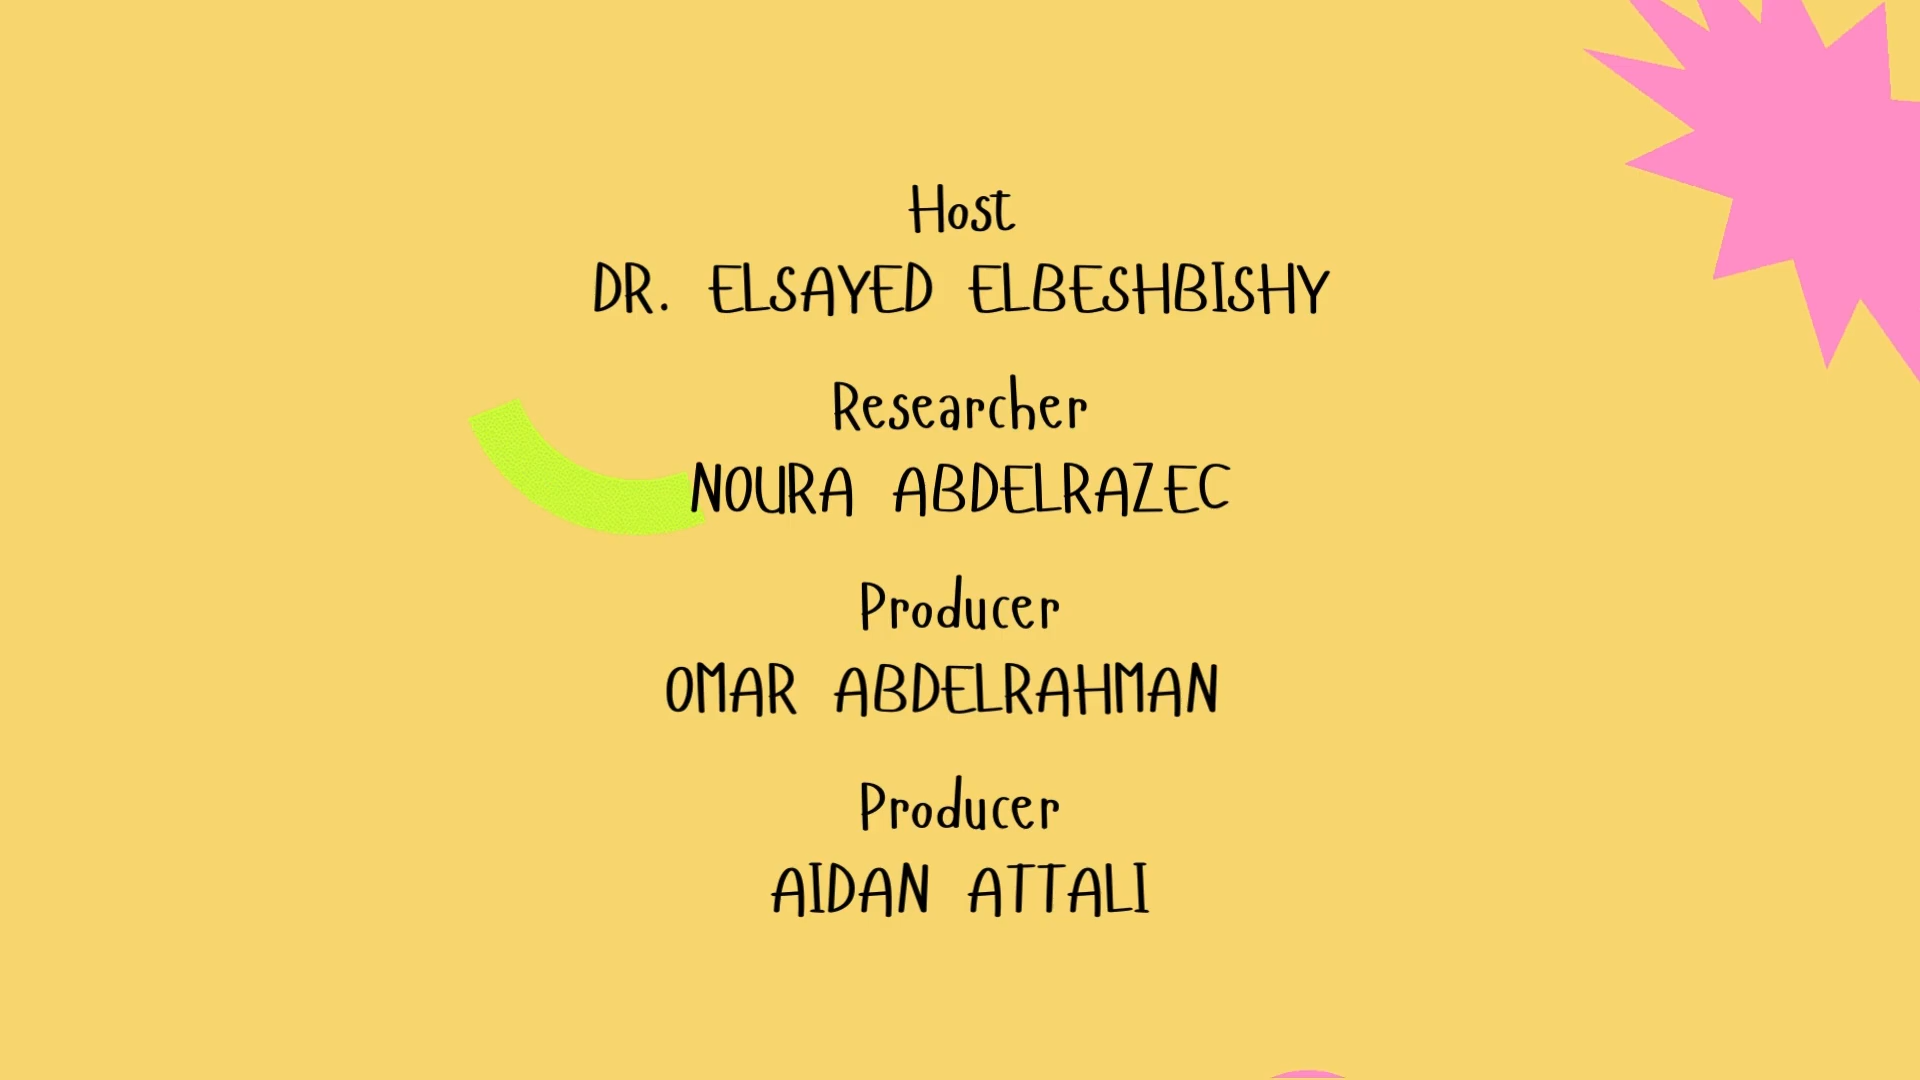 Host
DR. ELSAYED ELBESHBISHY
Researcher
NOURA ABDELRAZEC
Producer
OMAR ABDELRAHMAN
Producer
AIDAN ATTALI